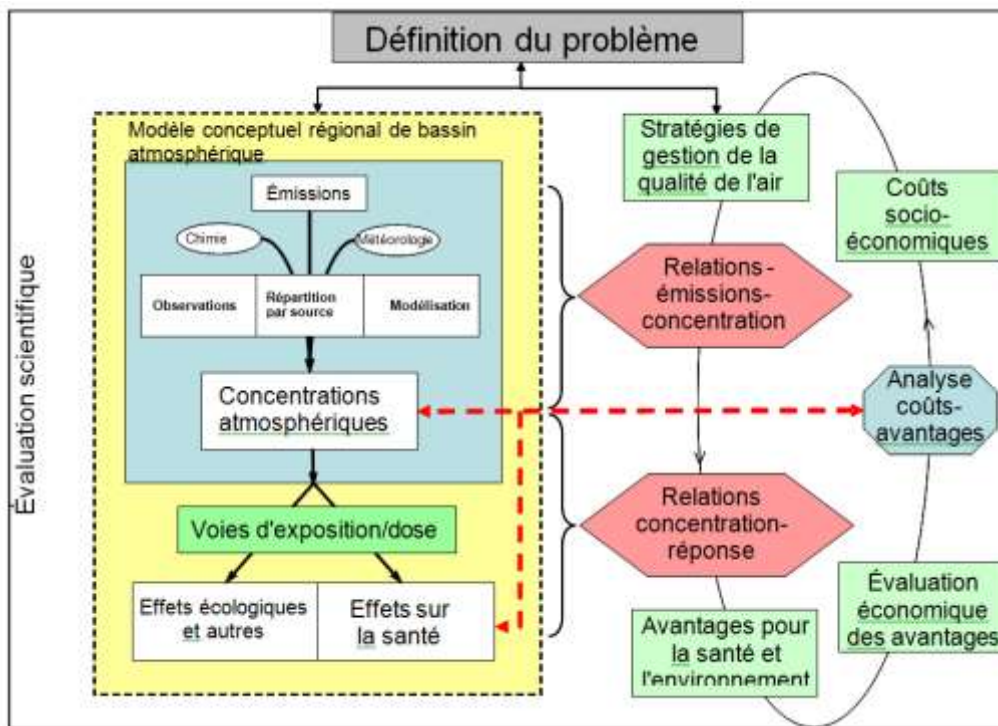 Définition du problème
Évaluation scientifique
Modèle conceptuel régional de bassin
atmosphérique
Émissions
Chimie
Météorologie
Observations
Répartition
par source
Modélisation
Concentrations
atmosphériques
Voies d'exposition/dose
Effets écologiques
et autres
Effets sur
la santé
Stratégies de
gestion de la
qualité de l'air
Relations -
émissions-
concentration
Relations
concentration-
réponse
Avantages pour
la santé et
l'environnement
Coûts
socio-
économiques
Analyse
coûts-
avantages
Évaluation
économique
des avantages